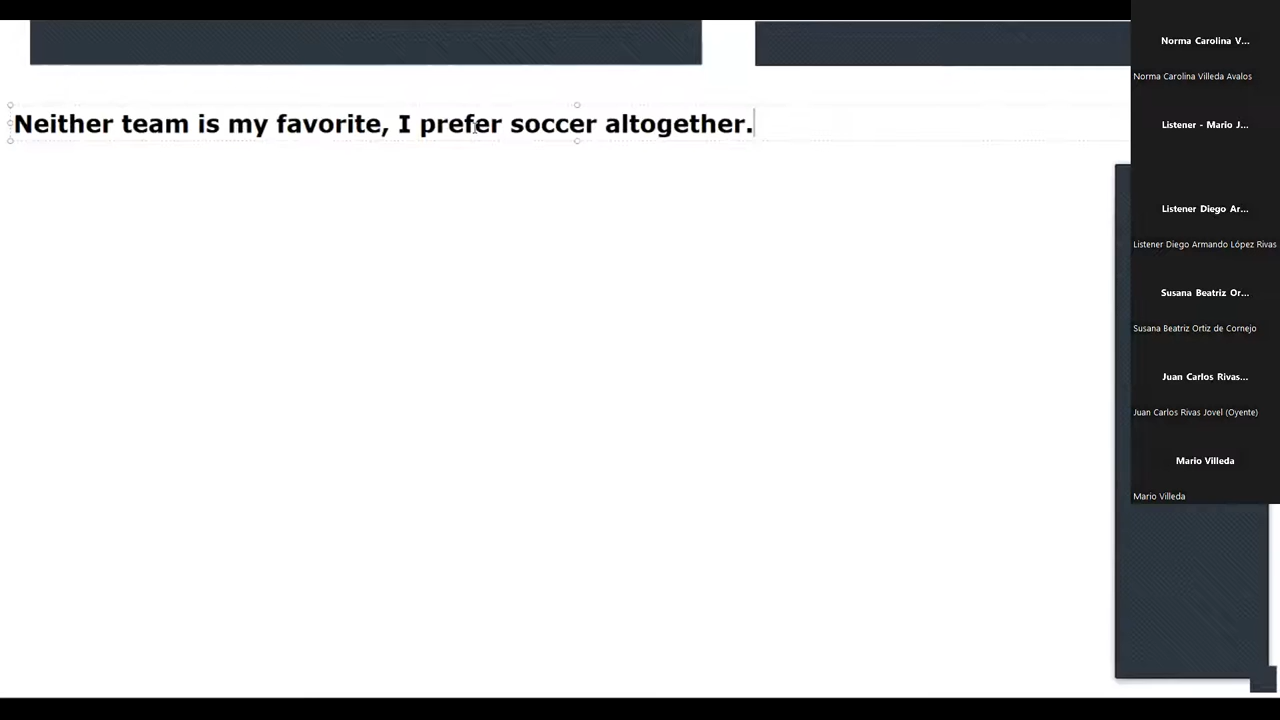 Neither team is my favorite, I prefer soccer altogether.
Norma Carolina V...
Norma Carolina Villeda Avalos
Listener - Mario J...
Listener Diego Ar...
Listener Diego Armando López Rivas
Susana Beatriz Or...
Susana Beatriz Ortiz de Cornejo
Juan Carlos Rivas...
Juan Carlos Rivas Jovel (Oyente)
Mario Villeda
Mario Villeda